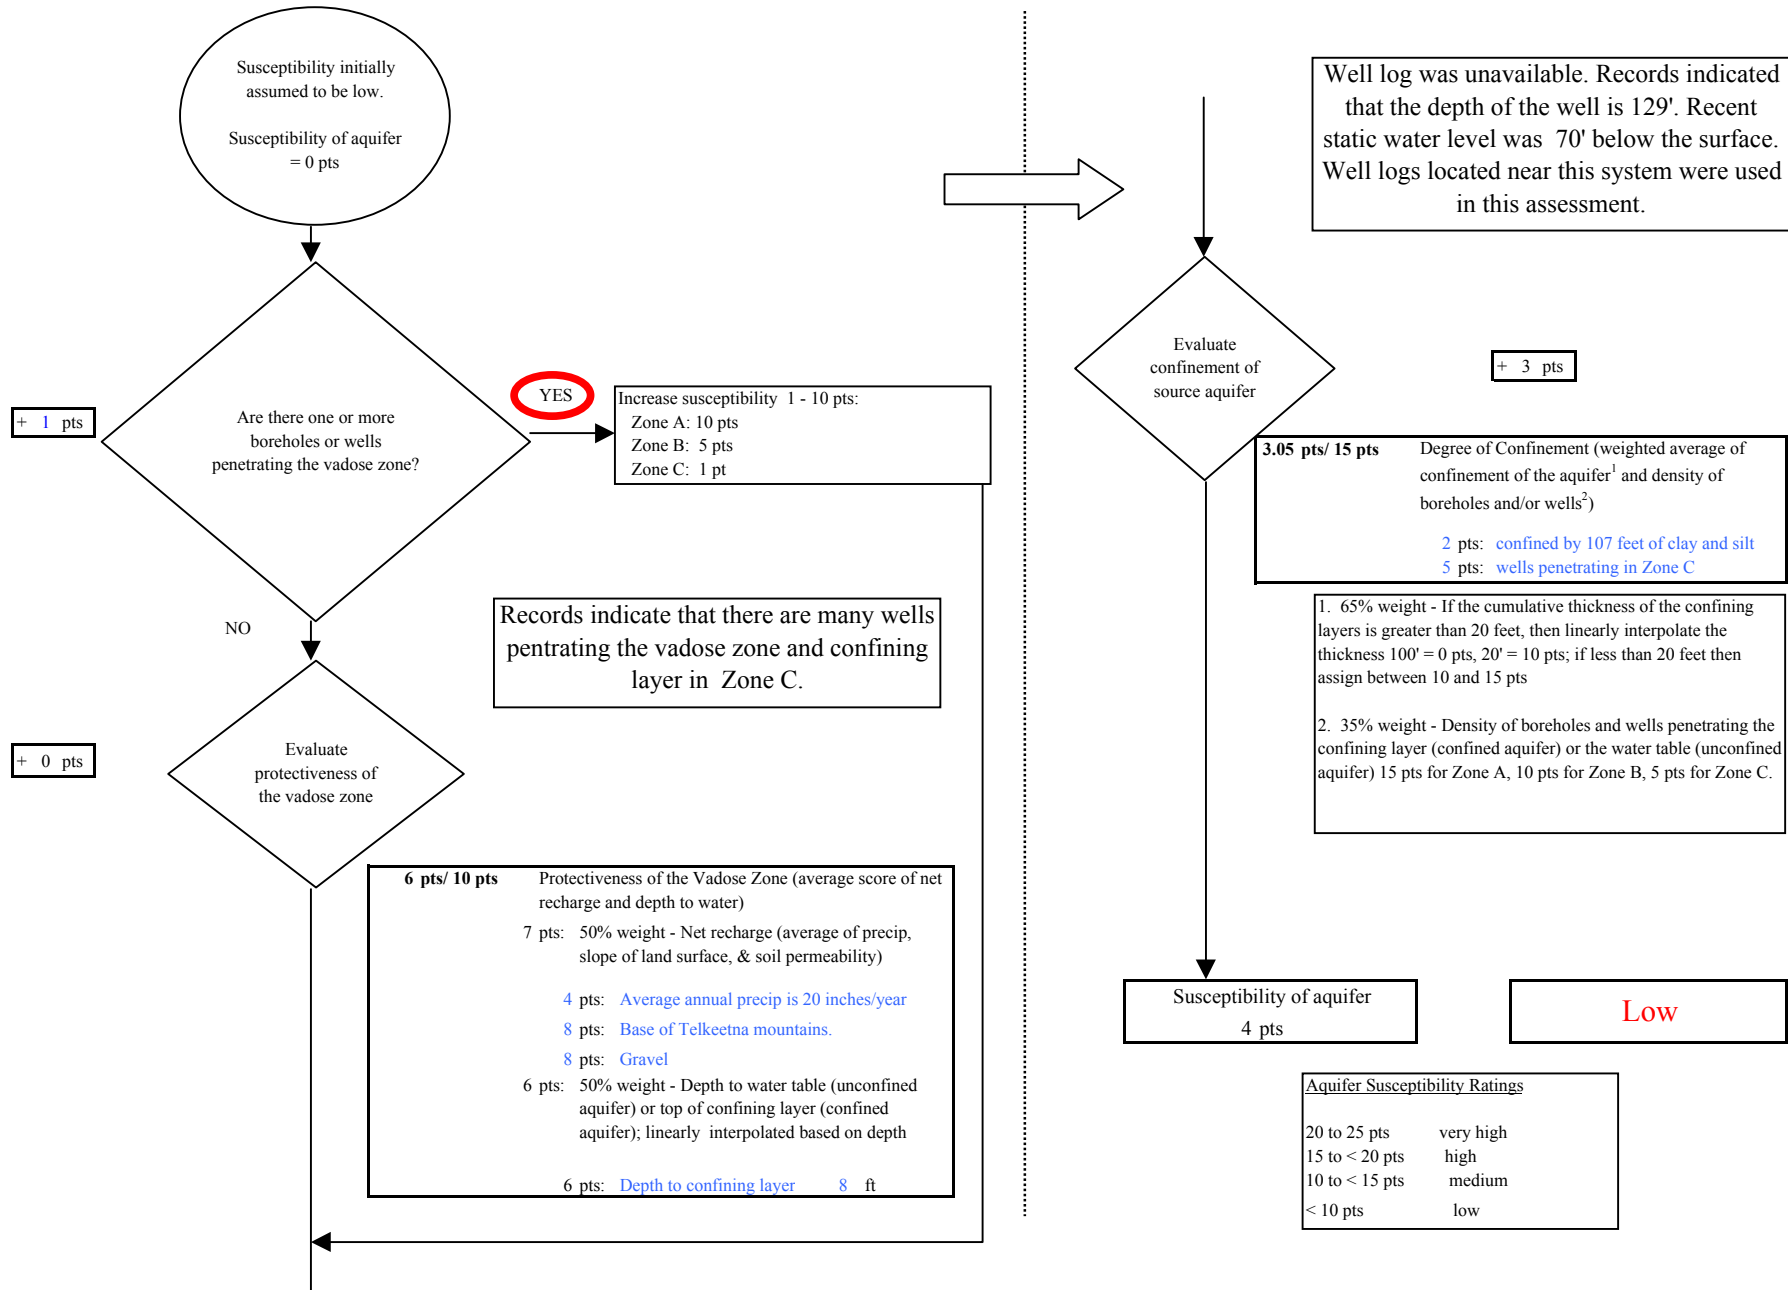 Susceptibility initially
assumed to be low.
Susceptibility of aquifer
= 0 pts
+ 1 pts
Are there one or more
boreholes or wells
penetrating the vadose zone?
YES
Increase susceptibility 1 - 10 pts:
Zone A: 10 pts
Zone B: 5 pts
Zone C: 1 pt
NO
Records indicate that there are many wells
pentrating the vadose zone and confining
layer in Zone C.
+ 0 pts
Evaluate
protectiveness of
the vadose zone
6 pts/ 10 pts Protectiveness of the Vadose Zone (average score of net
recharge and depth to water)
7 pts: 50% weight - Net recharge (average of precip,
slope of land surface, & soil permeability)
4 pts: Average annual precip is 20 inches/year
8 pts: Base of Telkeetna mountains.
8 pts: Gravel
6 pts: 50% weight - Depth to water table (unconfined
aquifer) or top of confining layer (confined
aquifer); linearly interpolated based on depth
6 pts: Depth to confining layer 8 ft
Well log was unavailable. Records indicated
that the depth of the well is 129'. Recent
static water level was 70' below the surface.
Well logs located near this system were used
in this assessment.
Evaluate
confinement of
source aquifer
+ 3 pts
3.05 pts/ 15 pts Degree of Confinement (weighted average of
confinement of the aquifer1 and density of
boreholes and/or wells2)
2 pts: confined by 107 feet of clay and silt
5 pts: wells penetrating in Zone C
1. 65% weight - If the cumulative thickness of the confining
layers is greater than 20 feet, then linearly interpolate the
thickness 100' = 0 pts, 20' = 10 pts; if less than 20 feet then
assign between 10 and 15 pts
2. 35% weight - Density of boreholes and wells penetrating the
confining layer (confined aquifer) or the water table (unconfined
aquifer) 15 pts for Zone A, 10 pts for Zone B, 5 pts for Zone C.
Susceptibility of aquifer
4 pts
Low
Aquifer Susceptibility Ratings
20 to 25 pts very high
15 to < 20 pts high
10 to < 15 pts medium
< 10 pts low